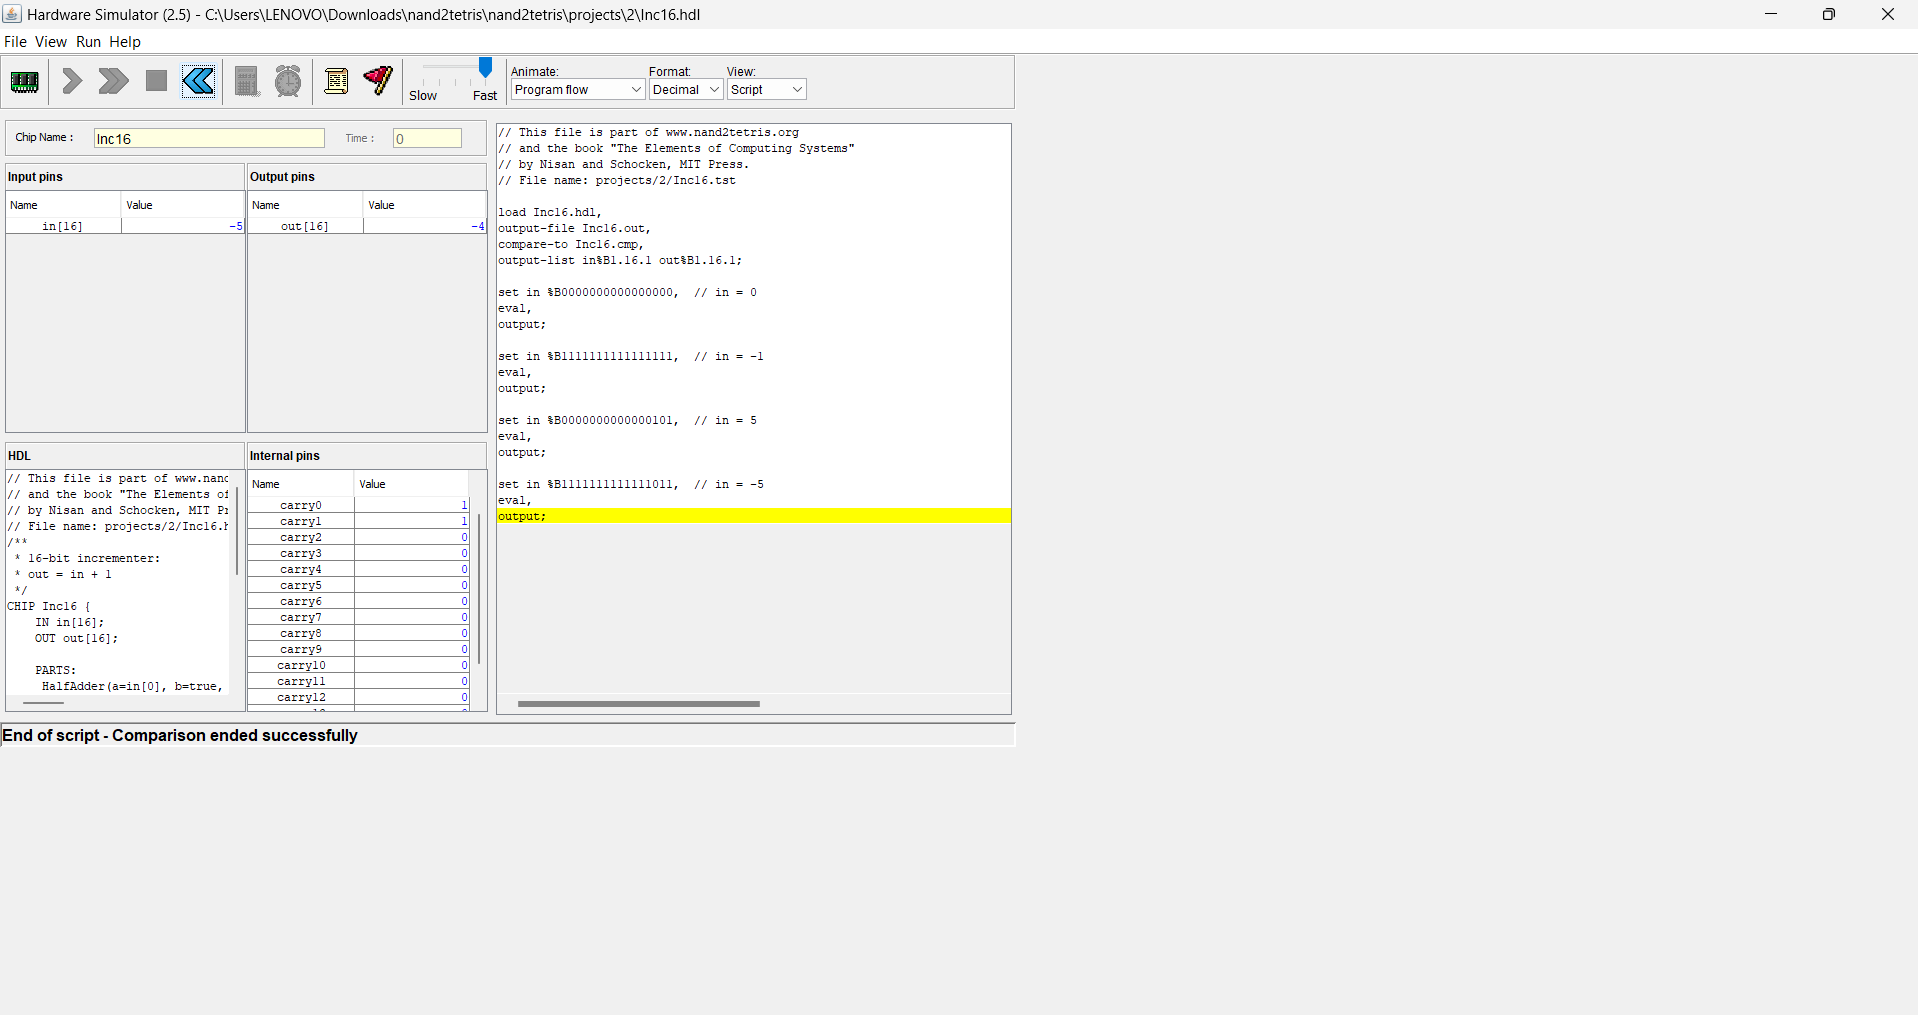 Hardware Simulator (2.5) - C:\Users\LENOVO\Downloads\nand2tetris\nand2tetris\projects\2\Inc16.hdl
File View Run Help
Slow Fast
Animate: Format: View:
Program flow Decimal Script
Chip Name : Inc16 Time : 0
Input pins
Name Value
in[16] -5
Output pins
Name Value
out[16] -4
HDL
// This file is part of www.nand
// and the book "The Elements of
// by Nisan and Schocken, MIT Pr
// File name: projects/2/Inc16.h
/**
* 16-bit incrementer:
* out = in + 1
*/
CHIP Inc16 {
IN in[16];
OUT out[16];
PARTS:
HalfAdder(a=in[0], b=true,
Internal pins
Name Value
carry0 1
carry1 1
carry2 0
carry3 0
carry4 0
carry5 0
carry6 0
carry7 0
carry8 0
carry9 0
carry10 0
carry11 0
carry12 0
// This file is part of www.nand2tetris.org
// and the book "The Elements of Computing Systems"
// by Nisan and Schocken, MIT Press.
// File name: projects/2/Inc16.tst
load Inc16.hdl,
output-file Inc16.out,
compare-to Inc16.cmp,
output-list in%B1.16.1 out%B1.16.1;
set in %B0000000000000000, // in = 0
eval,
output;
set in %B1111111111111111, // in = -1
eval,
output;
set in %B0000000000000101, // in = 5
eval,
output;
set in %B1111111111111011, // in = -5
eval,
output;
End of script - Comparison ended successfully